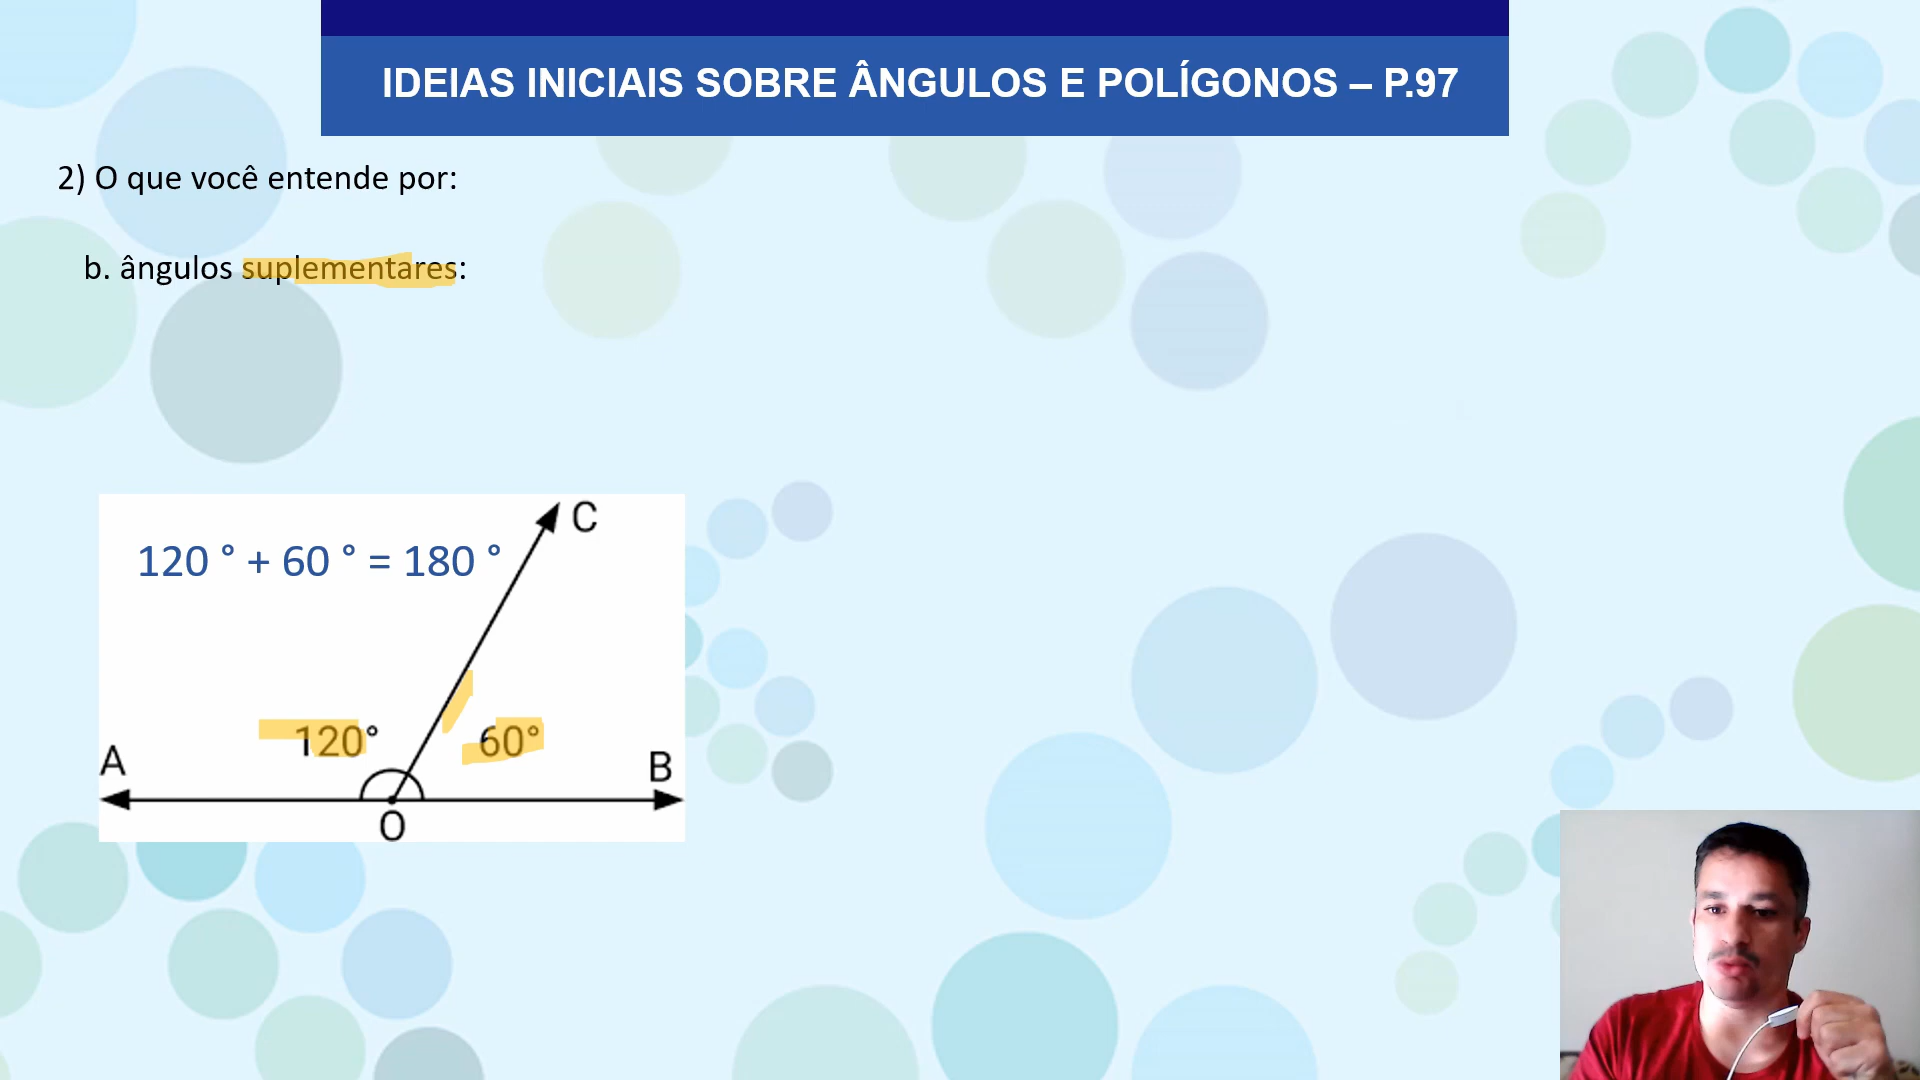 IDEIAS INICIAIS SOBRE ÂNGULOS E POLÍGONOS – P.97
2) O que você entende por:
b. ângulos suplementares:
C
120 ° + 60 ° = 180 °
120°
60°
A
B
O